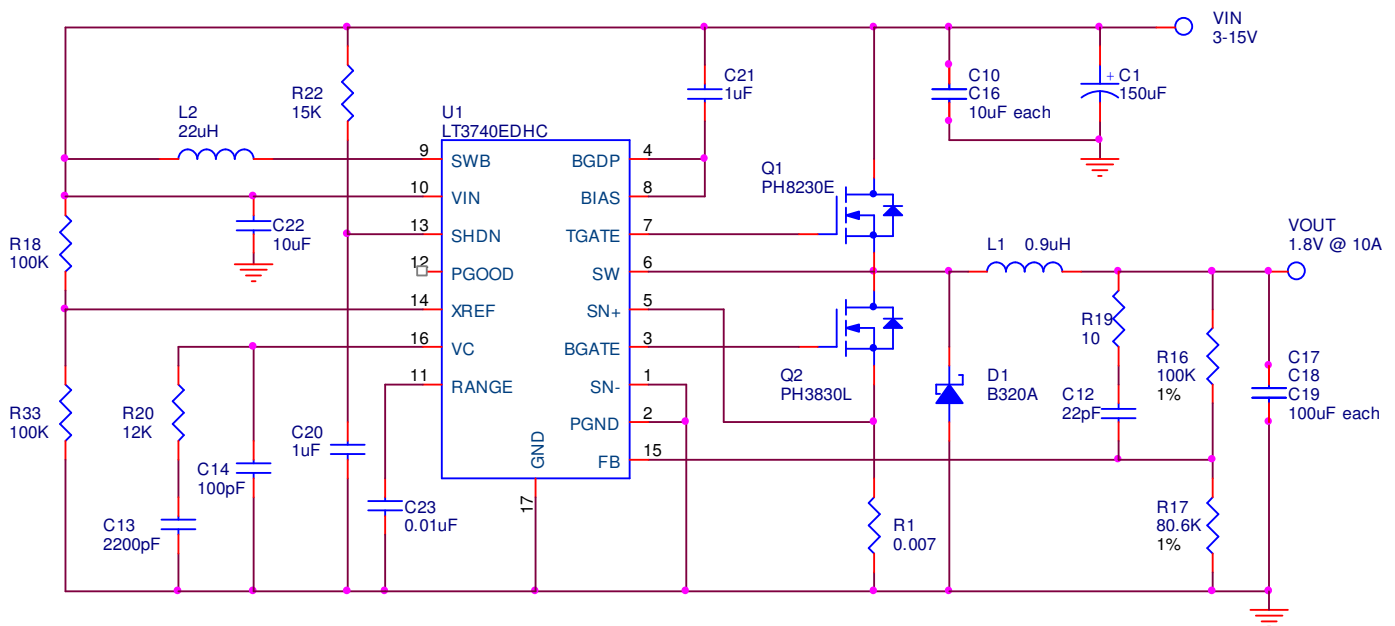 VIN
3-15V
C21
1uF
C10
C16
10uF each
+
C1
150uF
R22
15K
L2
22uH
U1
LT3740EDHC
9
SWB
BGDP
4
10
VIN
BIAS
8
13
SHDN
TGATE
7
12
PGOOD
SW
6
14
XREF
SN+
5
16
VC
BGATE
3
11
RANGE
SN-
1
PGND
2
FB
15
GND
17
Q1
PH8230E
C22
10uF
R18
100K
VOUT
1.8V @ 10A
L1 0.9uH
R19
10
R16
100K
1%
C17
C18
C19
100uF each
Q2
PH3830L
D1
B320A
C12
22pF
R33
100K
R20
12K
C20
1uF
C14
100pF
C13
2200pF
C23
0.01uF
R1
0.007
R17
80.6K
1%